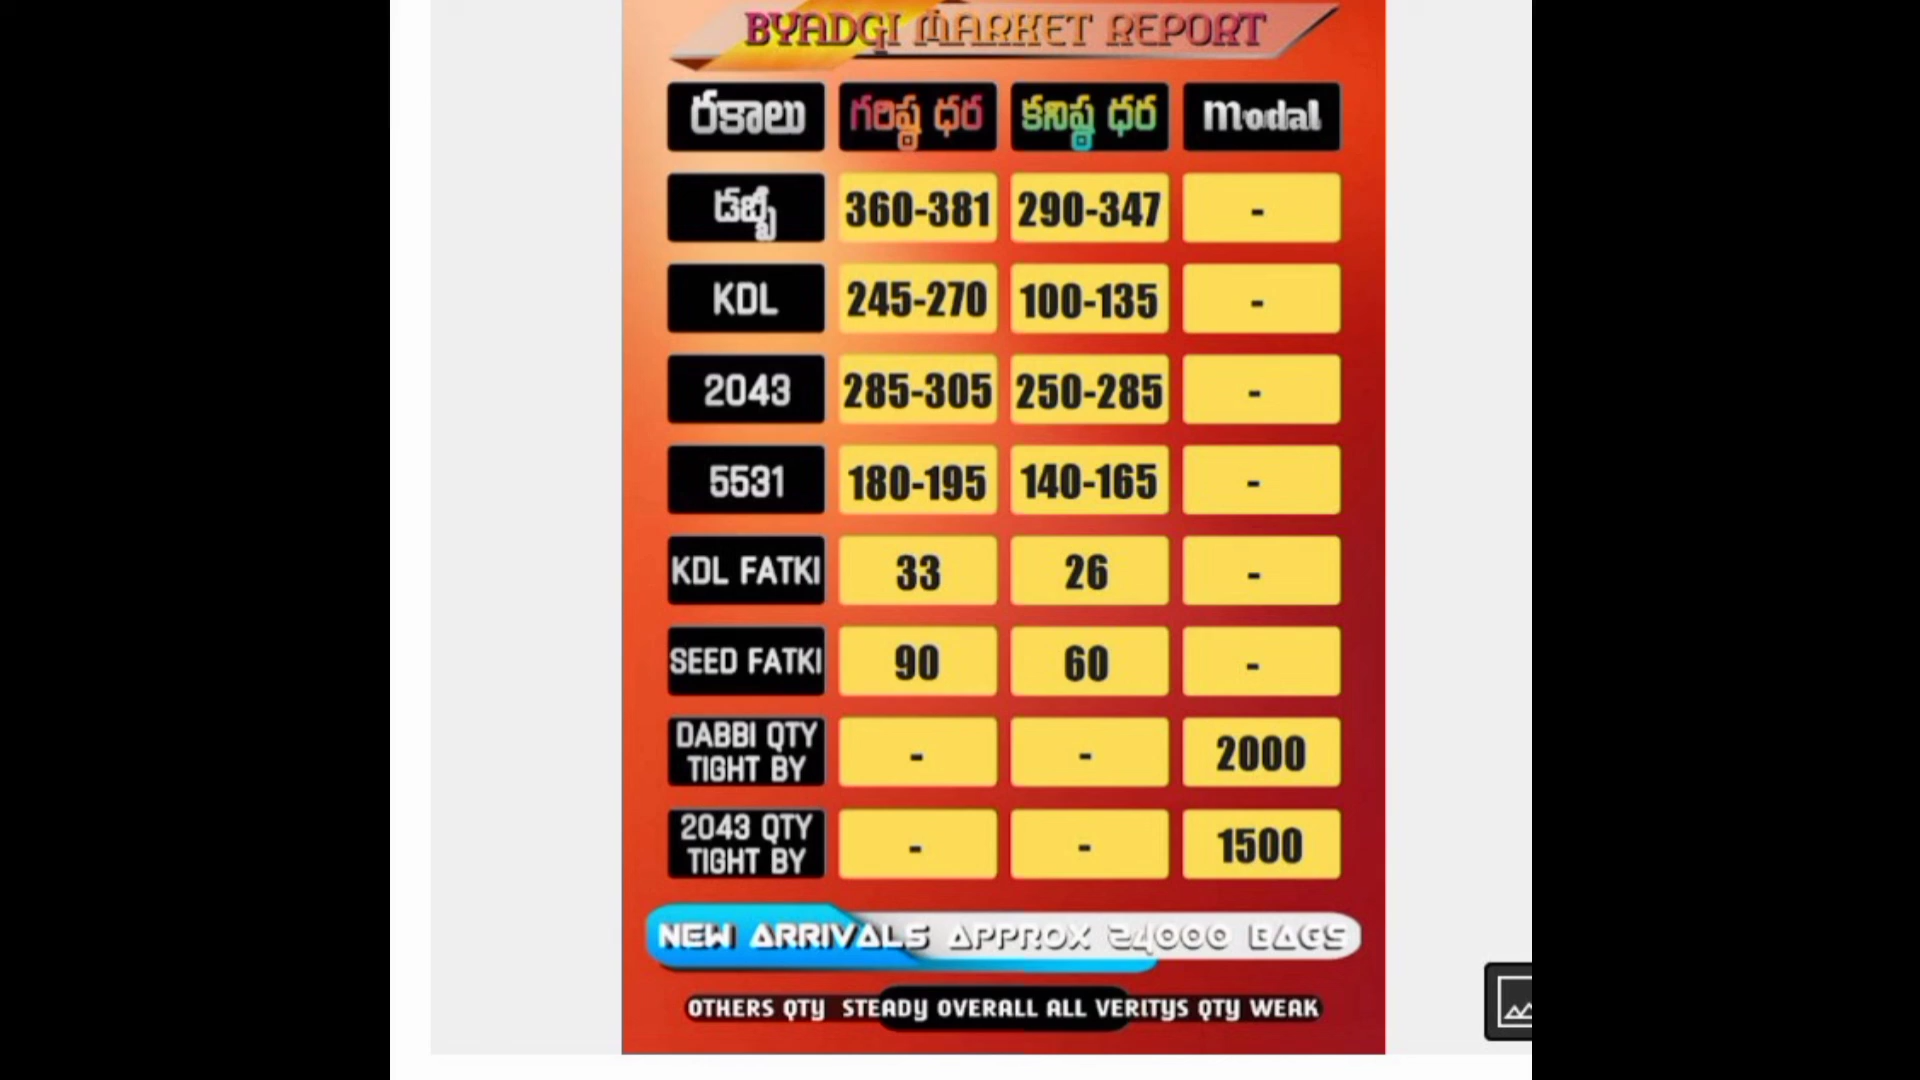 BYADGI MARKET REPORT
రకాలు గరిష్ఠ ధర కనిష్ఠ ధర Modal
డబ్బీ 360-381 290-347 -
KDL 245-270 100-135 -
2043 285-305 250-285 -
5531 180-195 140-165 -
KDL FATKI 33 26 -
SEED FATKI 90 60 -
DABBI QTY TIGHT BY - - 2000
2043 QTY TIGHT BY - - 1500
NEW ARRIVALS APPROX 24000 BAGS
OTHERS QTY STEADY OVERALL ALL VERITYS QTY WEAK